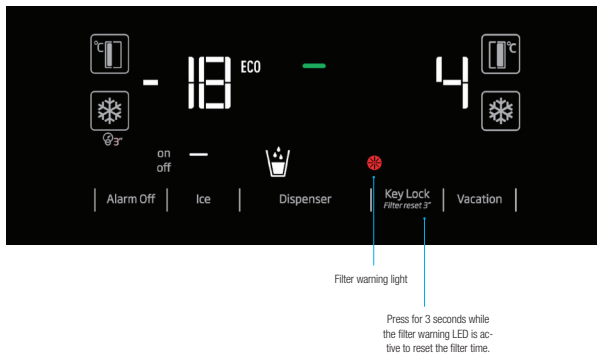 °C
°C
-18 ECO
4
3"
on
off
Alarm Off
Ice
Dispenser
Key Lock
Filter reset 3"
Vacation
Filter warning light
Press for 3 seconds while
the filter warning LED is ac-
tive to reset the filter time.